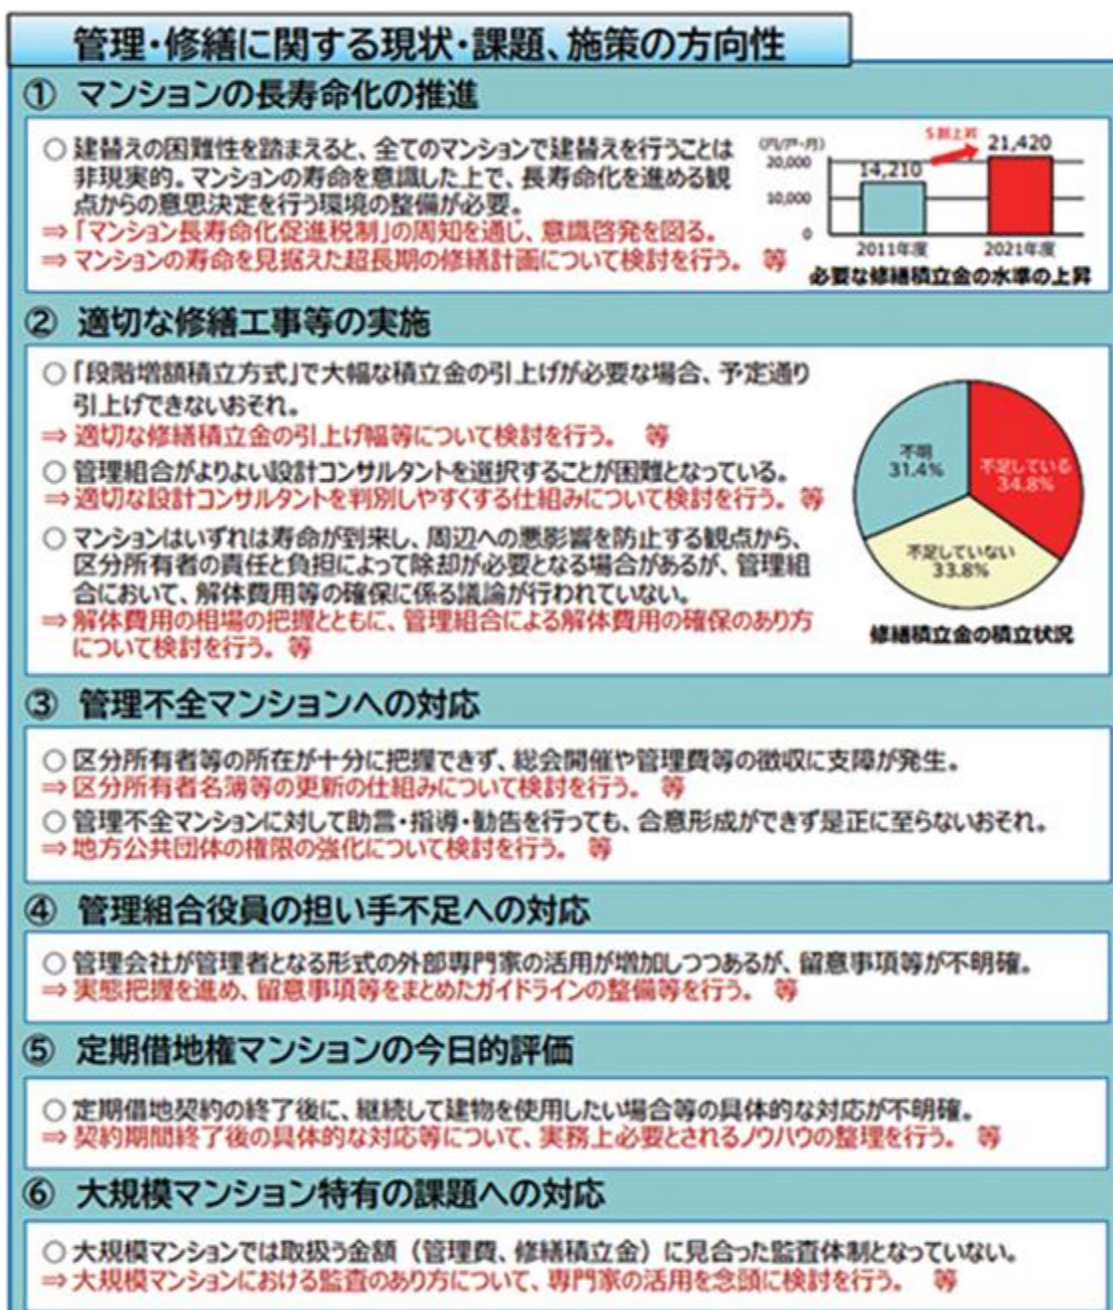 管理・修繕に関する現状・課題、施策の方向性
① マンションの長寿命化の推進
○ 建替えの困難性を踏まえると、全てのマンションで建替えを行うことは
非現実的。マンションの寿命を意識した上で、長寿命化を進める観
点からの意思決定を行う環境の整備が必要。
⇒「マンション長寿命化促進税制」の周知を通じ、意識啓発を図る。
⇒ マンションの寿命を見据えた超長期の修繕計画について検討を行う。 等
(円/戸・月)
5割上昇
21,420
20,000
14,210
10,000
0
2011年度
2021年度
必要な修繕積立金の水準の上昇
② 適切な修繕工事等の実施
○「段階増額積立方式」で大幅な積立金の引上げが必要な場合、予定通り
引上げできないおそれ。
⇒ 適切な修繕積立金の引上げ幅等について検討を行う。 等
○ 管理組合がよりよい設計コンサルタントを選択することが困難となっている。
⇒ 適切な設計コンサルタントを判別しやすくする仕組みについて検討を行う。 等
○ マンションはいずれは寿命が到来し、周辺への悪影響を防止する観点から、
区分所有者の責任と負担によって除却が必要となる場合があるが、管理組
合において、解体費用等の確保に係る議論が行われていない。
⇒ 解体費用の相場の把握とともに、管理組合による解体費用の確保のあり方
について検討を行う。 等
不明
31.4%
不足している
34.8%
不足していない
33.8%
修繕積立金の積立状況
③ 管理不全マンションへの対応
○ 区分所有者等の所在が十分に把握できず、総会開催や管理費等の徴収に支障が発生。
⇒ 区分所有者名簿等の更新の仕組みについて検討を行う。 等
○ 管理不全マンションに対して助言・指導・勧告を行っても、合意形成ができず是正に至らないおそれ。
⇒ 地方公共団体の権限の強化について検討を行う。 等
④ 管理組合役員の担い手不足への対応
○ 管理会社が管理者となる形式の外部専門家の活用が増加しつつあるが、留意事項等が不明確。
⇒ 実態把握を進め、留意事項等をまとめたガイドラインの整備等を行う。 等
⑤ 定期借地権マンションの今日的評価
○ 定期借地契約の終了後に、継続して建物を使用したい場合等の具体的な対応が不明確。
⇒ 契約期間終了後の具体的な対応等について、実務上必要とされるノウハウの整理を行う。 等
⑥ 大規模マンション特有の課題への対応
○ 大規模マンションでは取扱う金額（管理費、修繕積立金）に見合った監査体制となっていない。
⇒ 大規模マンションにおける監査のあり方について、専門家の活用を念頭に検討を行う。 等